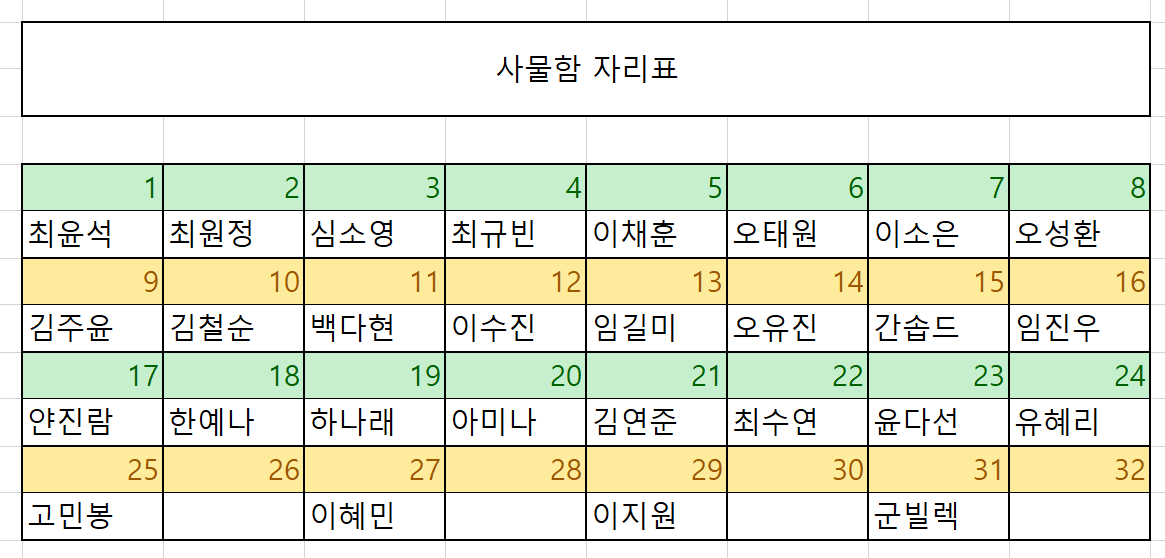 사물함 자리표
1 2 3 4 5 6 7 8
최윤석 최원정 심소영 최규빈 이채훈 오태원 이소은 오성환
9 10 11 12 13 14 15 16
김주윤 김철순 백다현 이수진 임길미 오유진 간솝드 임진우
17 18 19 20 21 22 23 24
얀진람 한예나 하나래 아미나 김연준 최수연 윤다선 유혜리
25 26 27 28 29 30 31 32
고민봉 이혜민 이지원 군빌렉